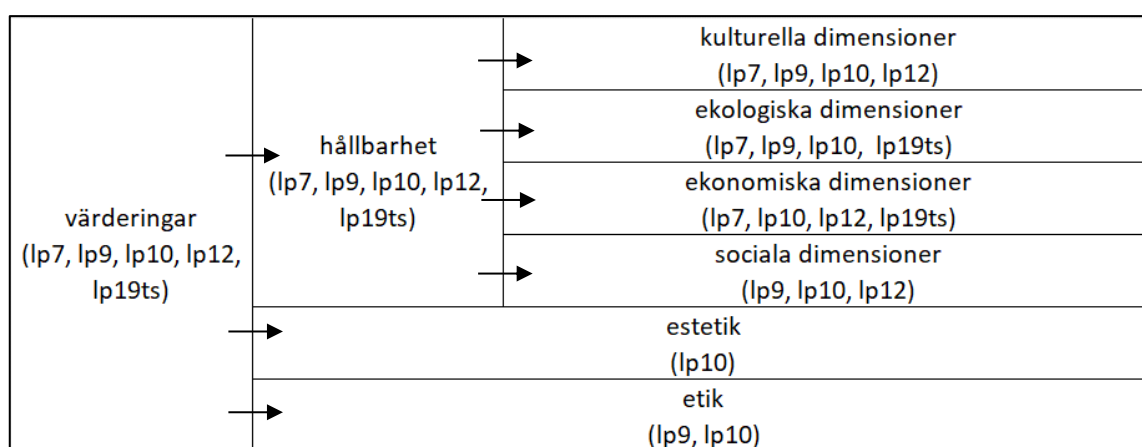 värderingar
(lp7, lp9, lp10, lp12,
lp19ts)
hållbarhet
(lp7, lp9, lp10, lp12,
lp19ts)
kulturella dimensioner
(lp7, lp9, lp10, lp12)
ekologiska dimensioner
(lp7, lp9, lp10, lp19ts)
ekonomiska dimensioner
(lp7, lp10, lp12, lp19ts)
sociala dimensioner
(lp9, lp10, lp12)
estetik
(lp10)
etik
(lp9, lp10)